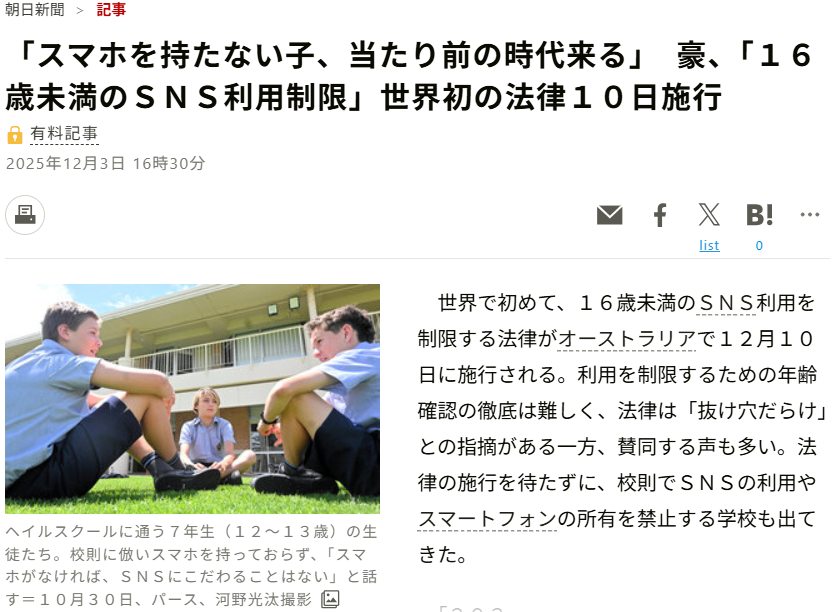 朝日新聞 > 記事
「スマホを持たない子、当たり前の時代来る」 豪、「１６
歳未満のＳＮＳ利用制限」世界初の法律１０日施行
有料記事
2025年12月3日 16時30分
list
B!
0
世界で初めて、１６歳未満のＳＮＳ利用を
制限する法律がオーストラリアで１２月１０
日に施行される。利用を制限するための年齢
確認の徹底は難しく、法律は「抜け穴だらけ」
との指摘がある一方、賛同する声も多い。法
律の施行を待たずに、校則でＳＮＳの利用や
スマートフォンの所有を禁止する学校も出て
きた。
ヘイルスクールに通う７年生（１２～１３歳）の生
徒たち。校則に倣いスマホを持っておらず、「スマ
ホがなければ、ＳＮＳにこだわることはない」と話
す＝１０月３０日、パース、河野光汰撮影